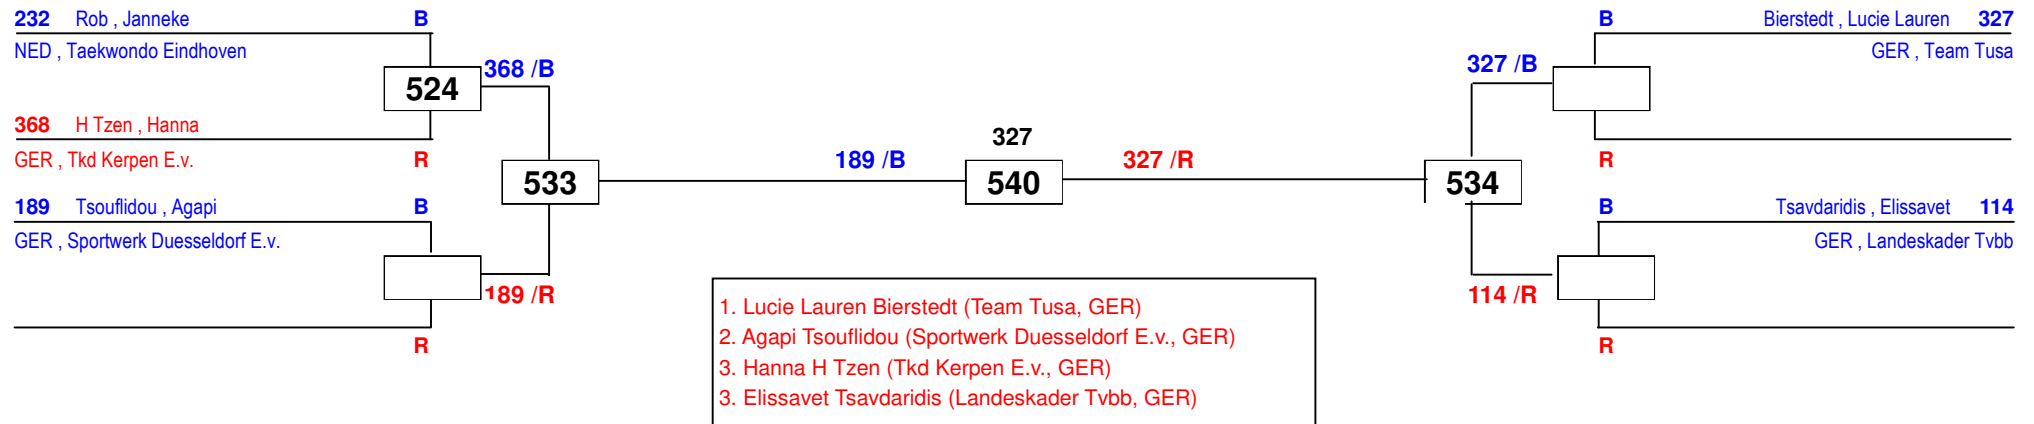 232 Rob , Janneke B
NED , Taekwondo Eindhoven
368 /B
524
368 H Tzen , Hanna
GER , Tkd Kerpen E.v. R
533
189 Tsouflidou , Agapi B
GER , Sportwerk Duesseldorf E.v.
189 /R
R
189 /B
327
540
327 /R
B Bierstedt , Lucie Lauren 327
GER , Team Tusa
327 /B
R
534
B Tsavdaridis , Elissavet 114
GER , Landeskader Tvbb
114 /R
R
1. Lucie Lauren Bierstedt (Team Tusa, GER)
2. Agapi Tsouflidou (Sportwerk Duesseldorf E.v., GER)
3. Hanna H Tzen (Tkd Kerpen E.v., GER)
3. Elissavet Tsavdaridis (Landeskader Tvbb, GER)